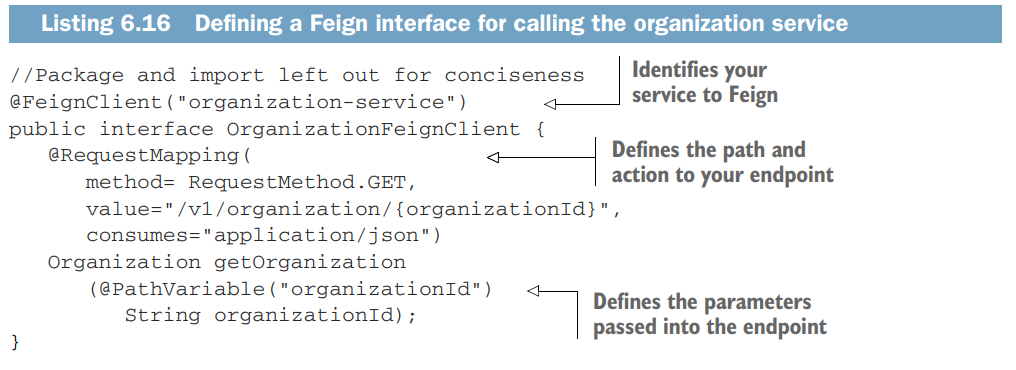 Listing 6.16 Defining a Feign interface for calling the organization service
//Package and import left out for conciseness
@FeignClient("organization-service")
public interface OrganizationFeignClient {
@RequestMapping(
method= RequestMethod.GET,
value="/v1/organization/{organizationId}",
consumes="application/json")
Organization getOrganization
(@PathVariable("organizationId")
String organizationId);
}
Identifies your
service to Feign
Defines the path and
action to your endpoint
Defines the parameters
passed into the endpoint